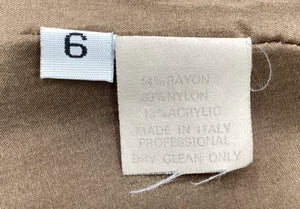 6
54% RAYON
33% NYLON
13% ACRYLIC
MADE IN ITALY
PROFESSIONAL
DRY CLEAN ONLY